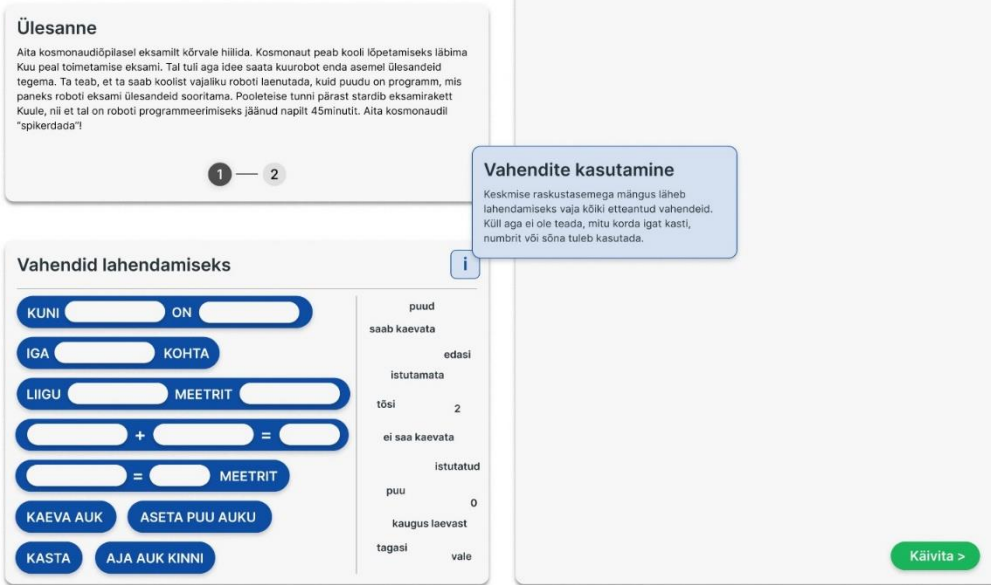 Ülesanne
Aita kosmonaudiõpilasel eksamilt kõrvale hiilida. Kosmonaut peab kooli lõpetamiseks läbima
Kuu peal toimetamise eksami. Tal tuli aga idee saata kuurobot enda asemel ülesandeid
tegema. Ta teab, et ta saab koolist vajaliku roboti laenutada, kuid puudu on programm, mis
paneks roboti eksami ülesandeid sooritama. Pooleteise tunni pärast stardib eksamirakett
Kuule, nii et tal on roboti programmeerimiseks jäänud napilt 45minutit. Aita kosmonaudil
"spikerdada"!
1 — 2
Vahendite kasutamine
Keskmise raskustasemega mängus läheb
lahendamiseks vaja kõiki etteantud vahendeid.
Küll aga ei ole teada, mitu korda igat kasti,
numbrit või sõna tuleb kasutada.
Vahendid lahendamiseks
i
KUNI ON
IGA KOHTA
LIIGU MEETRIT
+ =
= MEETRIT
KAEVA AUK ASETA PUU AUKU
KASTA AJA AUK KINNI
puud
saab kaevata
edasi
istutamata
tõsi
2
ei saa kaevata
istutatud
puu
0
kaugus laevast
tagasi
vale
Käivita >